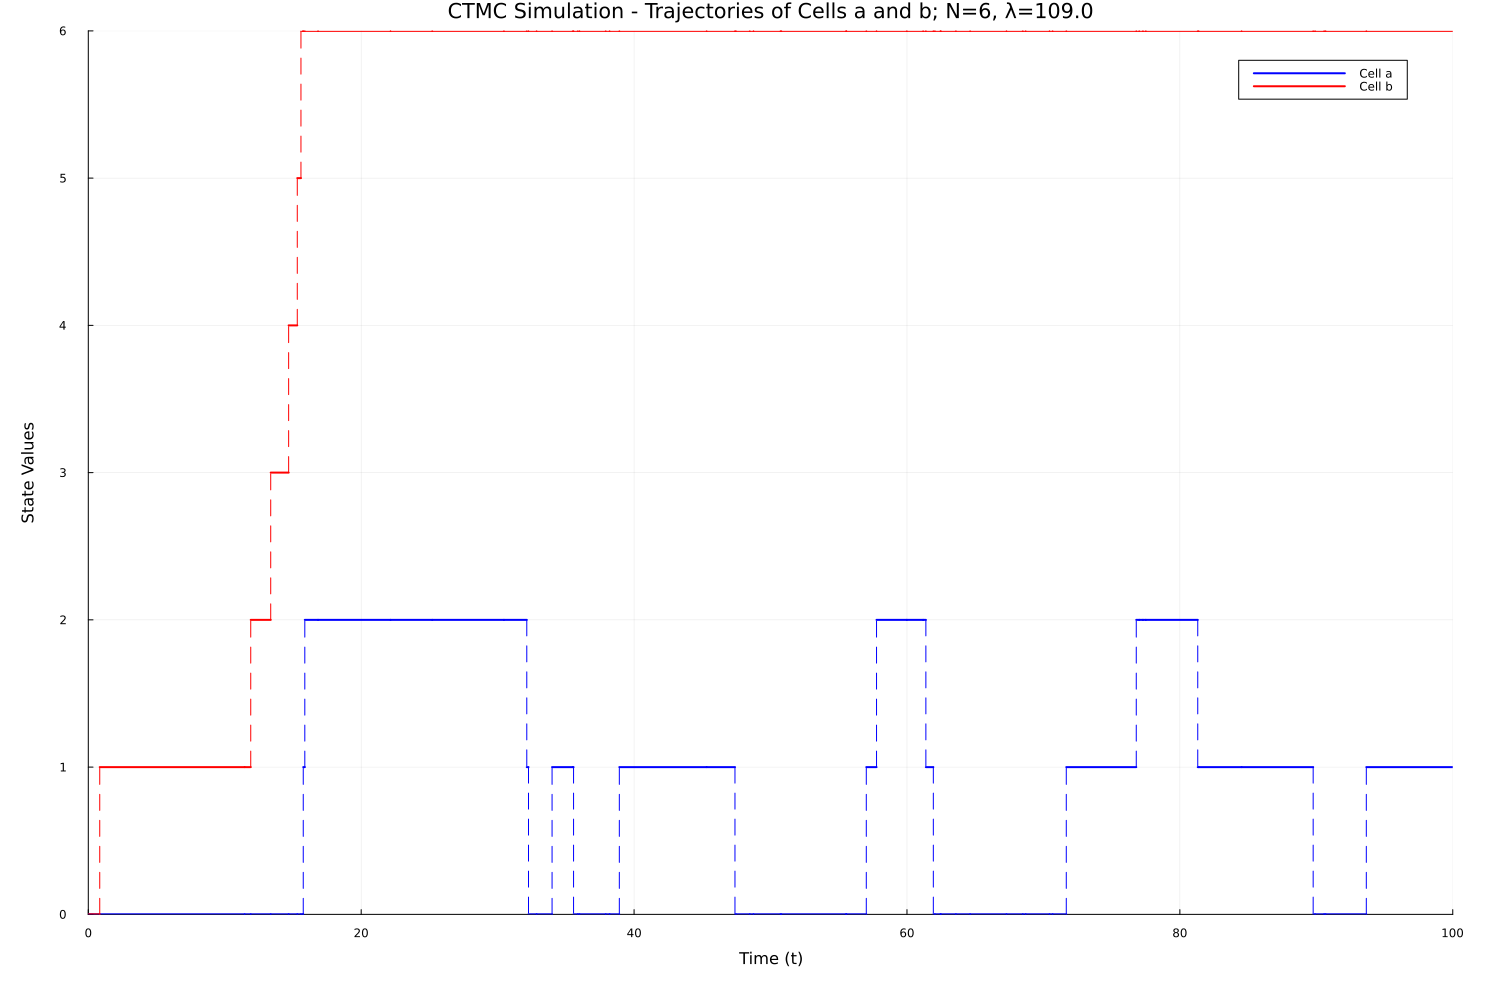 CTMC Simulation - Trajectories of Cells a and b; N=6, λ=109.0
6
Cell a
Cell b
5
4
State Values
3
2
1
0
0 20 40 60 80 100
Time (t)